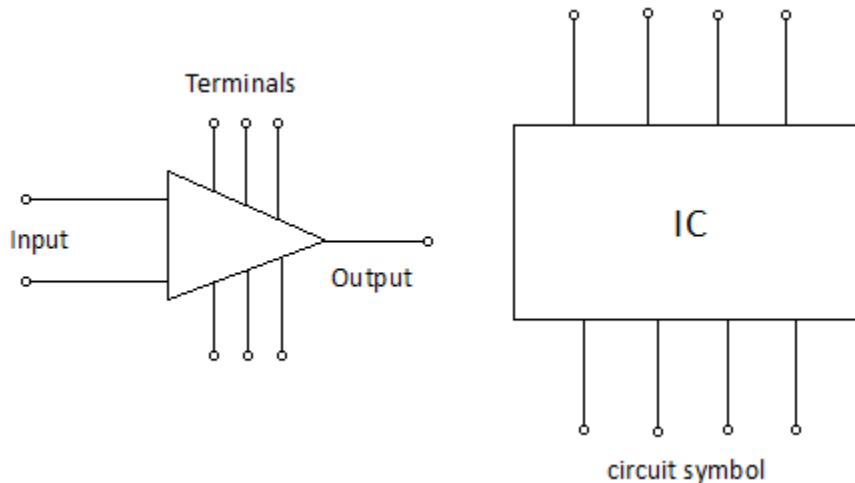 Terminals
Input
Output
IC
circuit symbol